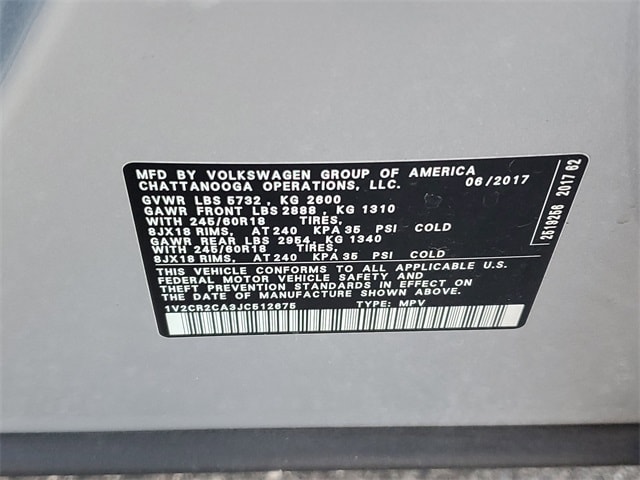 MFD BY VOLKSWAGEN GROUP OF AMERICA
CHATTANOOGA OPERATIONS, LLC. 06/2017
GVWR LBS 5732 , KG 2600
GAWR FRONT LBS 2888 , KG 1310
WITH 245/60R18 TIRES,
8JX18 RIMS, AT 240 KPA 35 PSI COLD
GAWR REAR LBS 2954, KG 1340
WITH 245/60R18 TIRES,
8JX18 RIMS, AT 240 KPA 35 PSI COLD
THIS VEHICLE CONFORMS TO ALL APPLICABLE U.S.
FEDERAL MOTOR VEHICLE SAFETY AND
THEFT PREVENTION STANDARDS IN EFFECT ON
THE DATE OF MANUFACTURE SHOWN ABOVE.
1V2CR2CA3JC512675 TYPE: MPV
2519256 2017 62